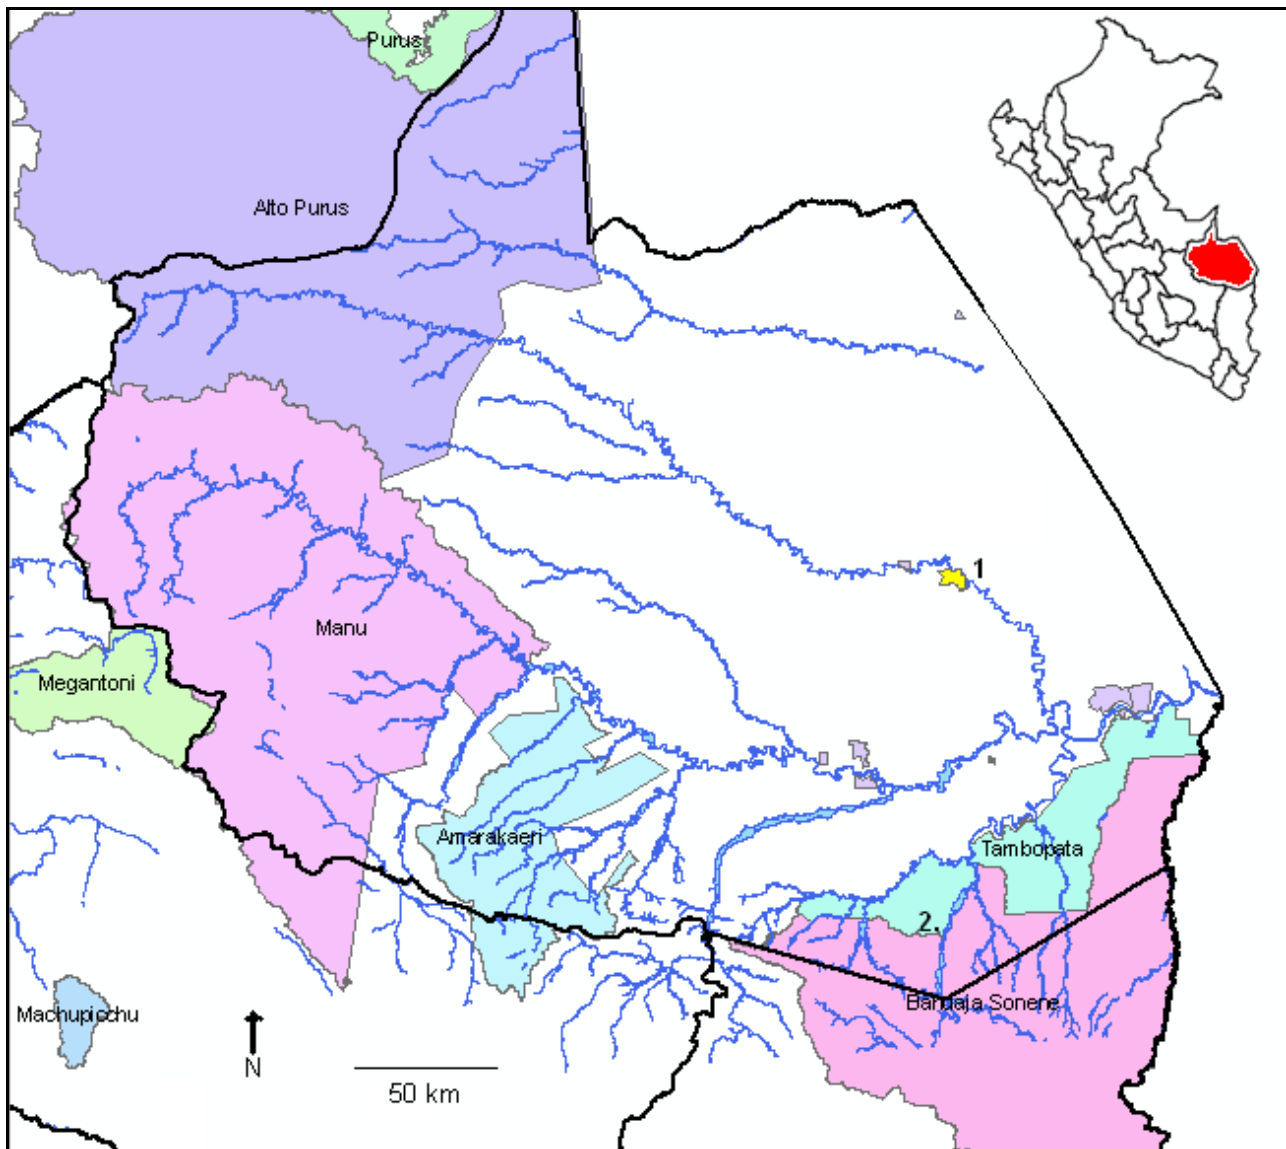 Purus
Alto Purus
1
Manu
Megantoni
Amarakaeri
Tambopata
2.
Bahuaja Sonene
Machupicchu
N
50 km